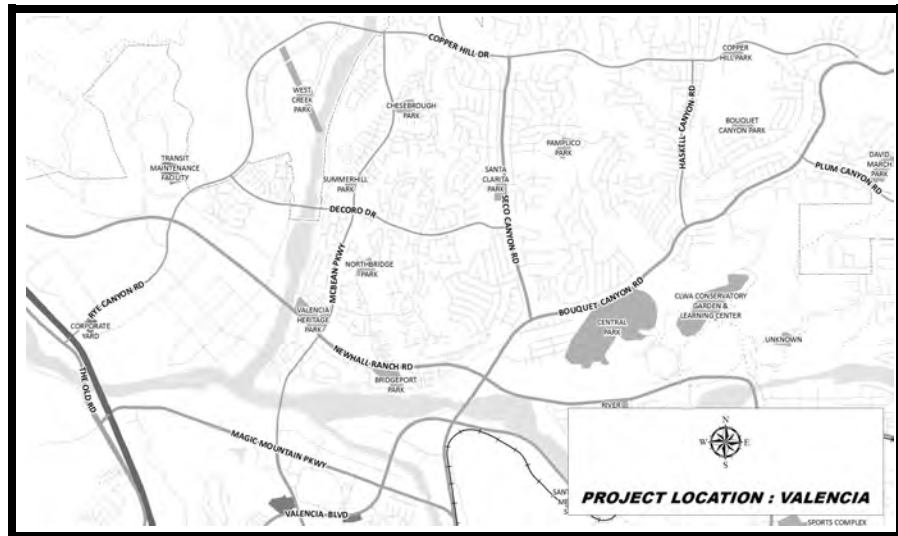 COPPER HILL DR
COPPER
HILL PARK
WEST
CREEK
PARK
CHESEBROUGH
PARK
HASKELL CANYON RD
BOUQUET
CANYON PARK
PAMPLICO
PARK
TRANSIT
MAINTENANCE
FACILITY
SUMMERHILL
PARK
SANTA
CLARITA
PARK
SECO CANYON RD
DAVID
MARCH
PARK
PLUM CANYON RD
DECORO DR
MCBEAN PKWY
NORTHBRIDGE
PARK
RYE CANYON RD
VALENCIA
HERITAGE
PARK
BOUQUET CANYON RD
CLWA CONSERVATORY
GARDEN &
LEARNING CENTER
CENTRAL
PARK
CORPORATE
YARD
UNKNOWN
NEWHALL RANCH RD
BRIDGEPORT
PARK
THE OLD RD
RIVER
MAGIC MOUNTAIN PKWY
N
W E
S
SANT
ME
S
PROJECT LOCATION : VALENCIA
VALENCIA BLVD
SPORTS COMPLEX